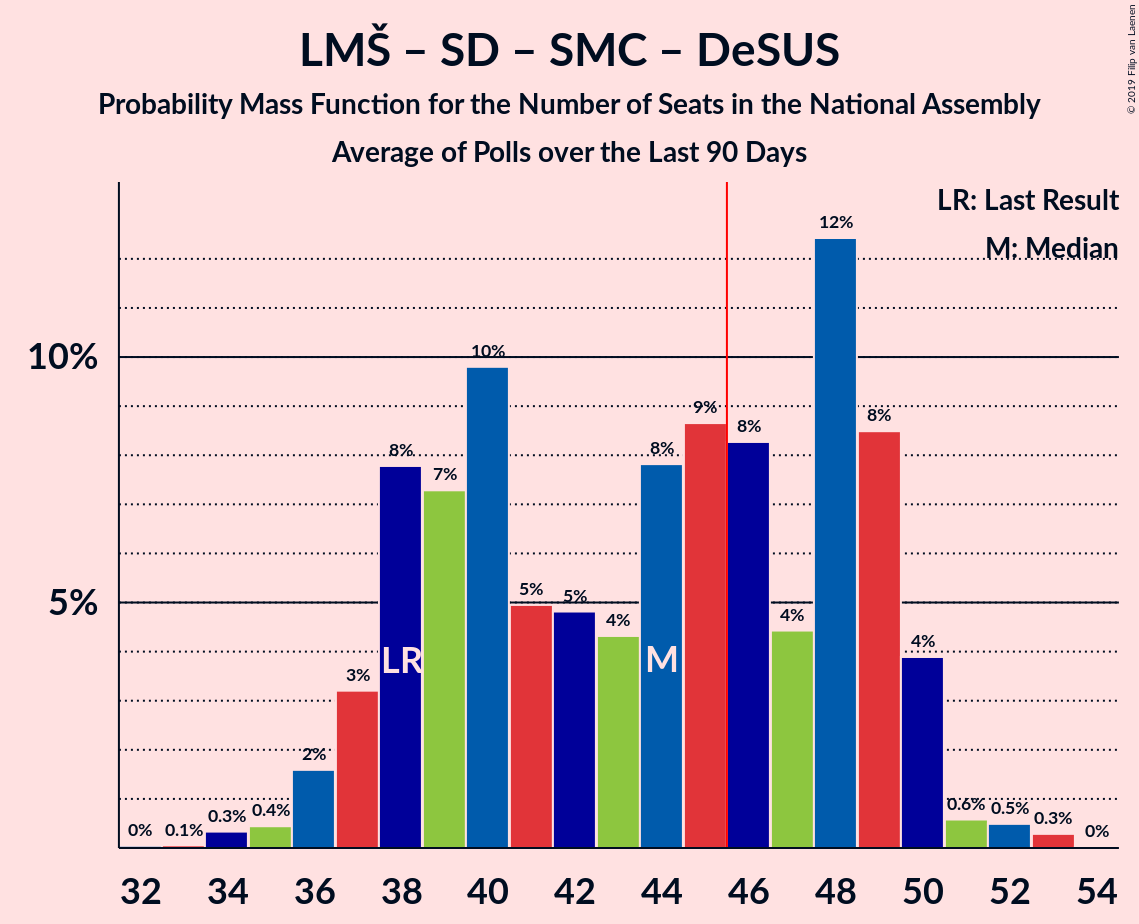 LMŠ – SD – SMC – DeSUS
Probability Mass Function for the Number of Seats in the National Assembly
Average of Polls over the Last 90 Days
© 2019 Filip van Laenen
LR: Last Result
M: Median
10%
5%
0% 0.1% 0.3% 0.4% 2% 3% 8% 7% 10% 5% 5% 4% 8% 9% 8% 4% 12% 8% 4% 0.6% 0.5% 0.3% 0%
LR M
32 34 36 38 40 42 44 46 48 50 52 54